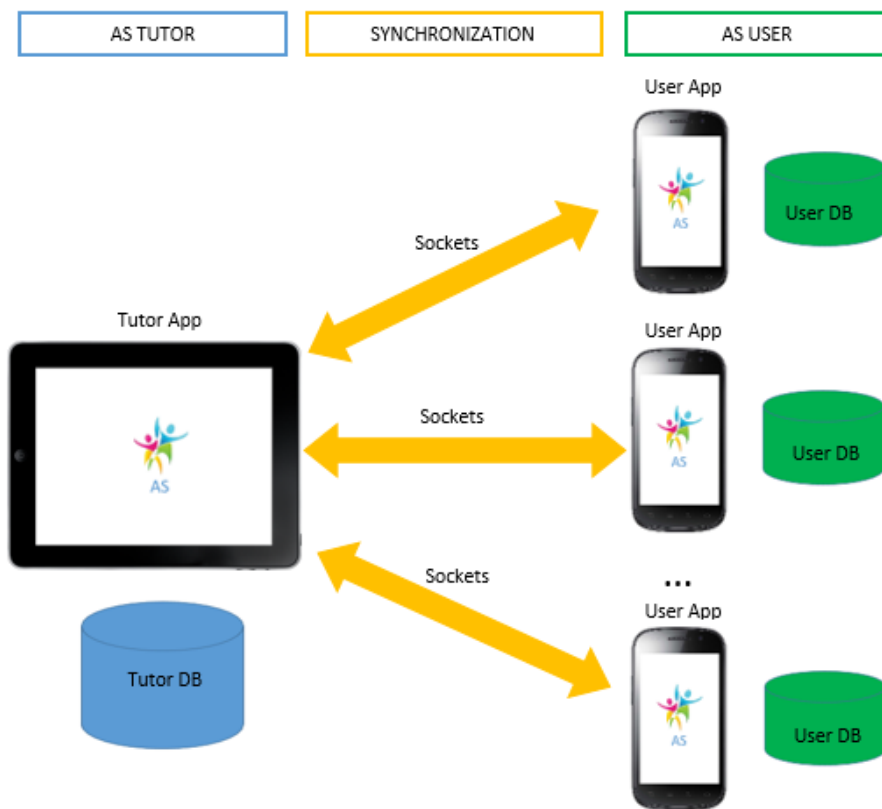 AS TUTOR
SYNCHRONIZATION
AS USER
User App
AS
User DB
Sockets
Tutor App
AS
User App
Sockets
AS
User DB
Sockets
...
User App
Tutor DB
AS
User DB